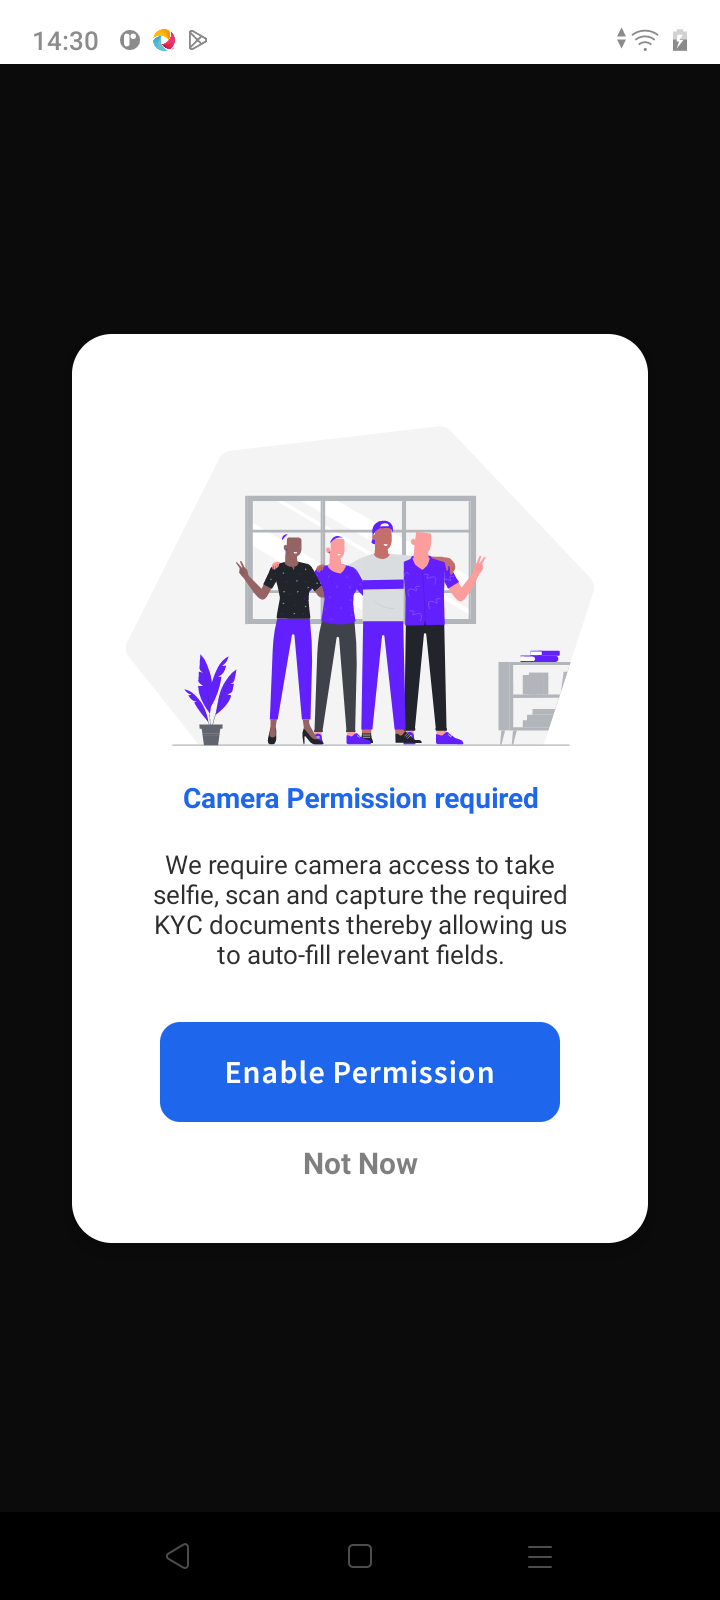 14:30
Camera Permission required
We require camera access to take
selfie, scan and capture the required
KYC documents thereby allowing us
to auto-fill relevant fields.
Enable Permission
Not Now